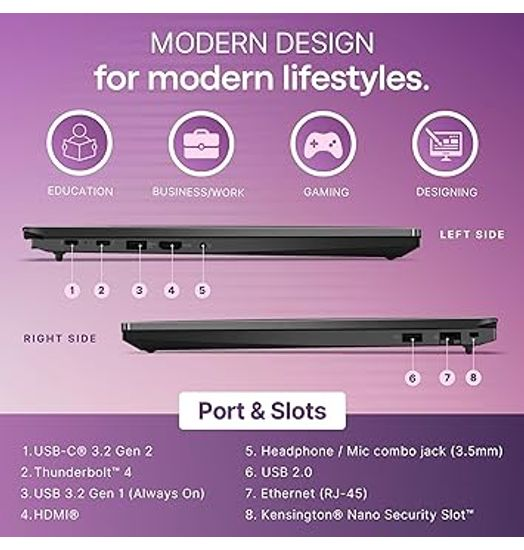 MODERN DESIGN
for modern lifestyles.
EDUCATION
BUSINESS/WORK
GAMING
DESIGNING
LEFT SIDE
1
2
3
4
5
RIGHT SIDE
6
7
8
Port & Slots
1.USB-C® 3.2 Gen 2
2.Thunderbolt™ 4
3.USB 3.2 Gen 1 (Always On)
4.HDMI®
5. Headphone / Mic combo jack (3.5mm)
6. USB 2.0
7. Ethernet (RJ-45)
8. Kensington® Nano Security Slot™